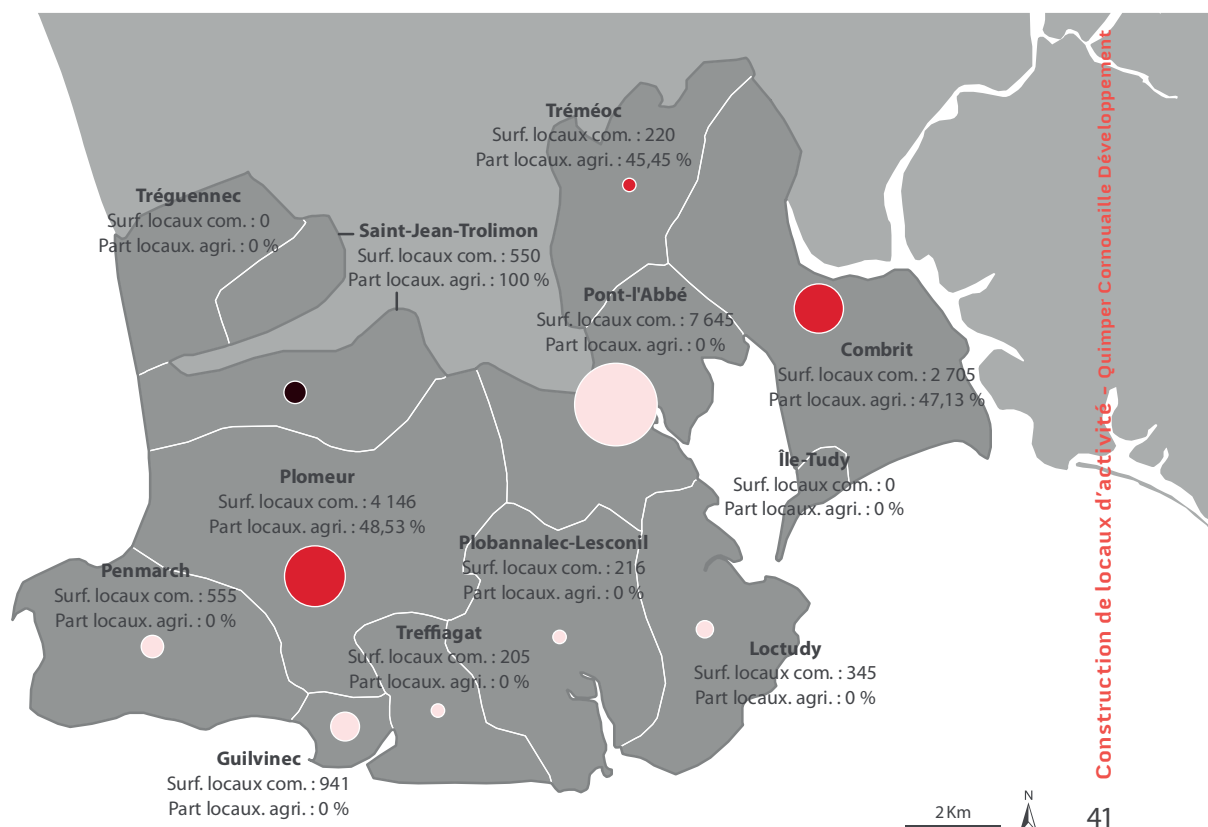 Tréméoc
Surf. locaux com. : 220
Part locaux. agri. : 45,45 %
Tréguennec
Surf. locaux com. : 0
Part locaux. agri. : 0 %
Saint-Jean-Trolimon
Surf. locaux com. : 550
Part locaux. agri. : 100 %
Pont-l'Abbé
Surf. locaux com. : 7 645
Part locaux. agri. : 0 %
Combrit
Surf. locaux com. : 2 705
Part locaux. agri. : 47,13 %
Île-Tudy
Surf. locaux com. : 0
Part locaux. agri. : 0 %
Plomeur
Surf. locaux com. : 4 146
Part locaux. agri. : 48,53 %
Plobannalec-Lesconil
Surf. locaux com. : 216
Part locaux. agri. : 0 %
Penmarch
Surf. locaux com. : 555
Part locaux. agri. : 0 %
Treffiagat
Surf. locaux com. : 205
Part locaux. agri. : 0 %
Loctudy
Surf. locaux com. : 345
Part locaux. agri. : 0 %
Guilvinec
Surf. locaux com. : 941
Part locaux. agri. : 0 %
Construction de locaux d'activité - Quimper Cornouaille Développement
2 Km
N
41